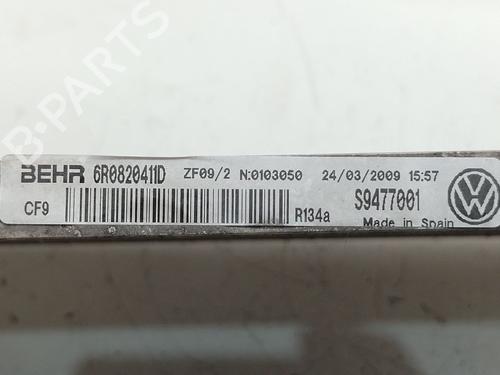 BEHR 6R0820411D ZF09/2 N:0103050 24/03/2009 15:57
CF9 R134a S9477001
Made in Spain
B-PARTS